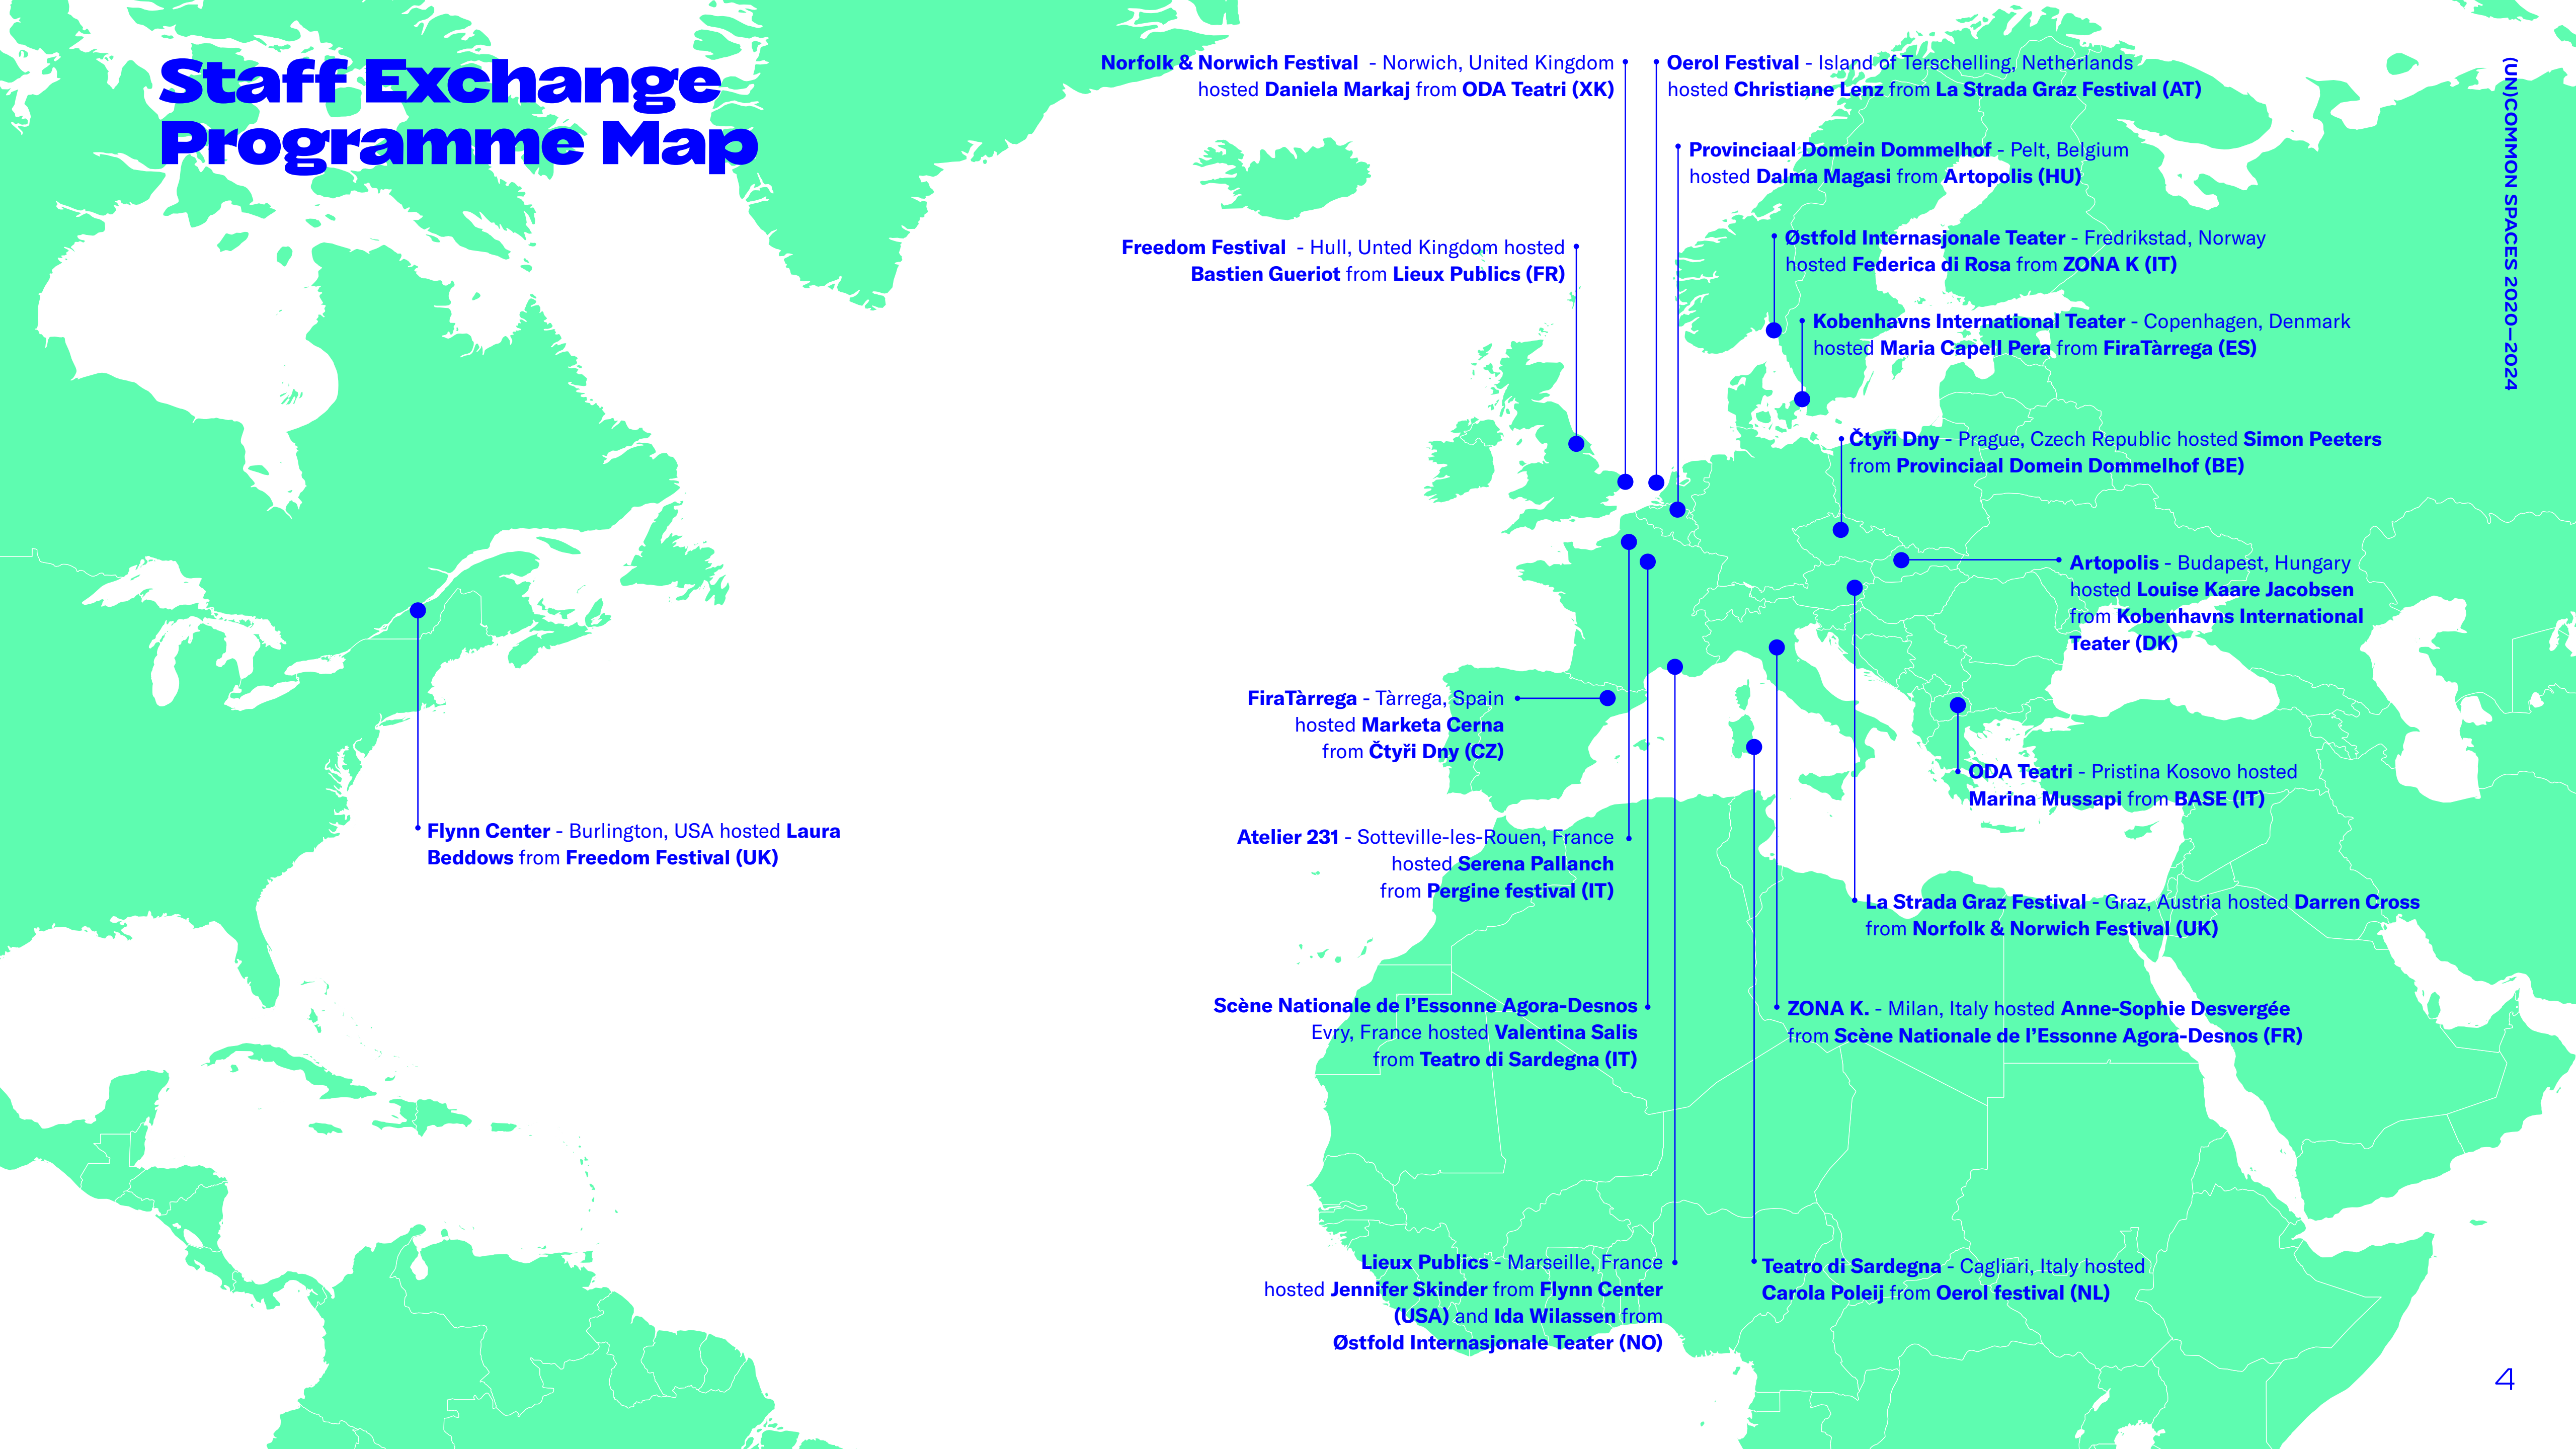 Staff Exchange
Programme Map
Norfolk & Norwich Festival - Norwich, United Kingdom
hosted Daniela Markaj from ODA Teatri (XK)
Oerol Festival - Island of Terschelling, Netherlands
hosted Christiane Lenz from La Strada Graz Festival (AT)
Provinciaal Domein Dommelhof - Pelt, Belgium
hosted Dalma Magasi from Artopolis (HU)
Freedom Festival - Hull, Unted Kingdom hosted
Bastien Gueriot from Lieux Publics (FR)
Østfold Internasjonale Teater - Fredrikstad, Norway
hosted Federica di Rosa from ZONA K (IT)
Kobenhavns International Teater - Copenhagen, Denmark
hosted Maria Capell Pera from FiraTàrrega (ES)
Čtyři Dny - Prague, Czech Republic hosted Simon Peeters
from Provinciaal Domein Dommelhof (BE)
Artopolis - Budapest, Hungary
hosted Louise Kaare Jacobsen
from Kobenhavns International
Teater (DK)
FiraTàrrega - Tàrrega, Spain
hosted Marketa Cerna
from Čtyři Dny (CZ)
ODA Teatri - Pristina Kosovo hosted
Marina Mussapi from BASE (IT)
Flynn Center - Burlington, USA hosted Laura
Beddows from Freedom Festival (UK)
Atelier 231 - Sotteville-les-Rouen, France
hosted Serena Pallanch
from Pergine festival (IT)
La Strada Graz Festival - Graz, Austria hosted Darren Cross
from Norfolk & Norwich Festival (UK)
Scène Nationale de l’Essonne Agora-Desnos
Evry, France hosted Valentina Salis
from Teatro di Sardegna (IT)
ZONA K. - Milan, Italy hosted Anne-Sophie Desvergée
from Scène Nationale de l’Essonne Agora-Desnos (FR)
Lieux Publics - Marseille, France
hosted Jennifer Skinder from Flynn Center
(USA) and Ida Wilassen from
Østfold Internasjonale Teater (NO)
Teatro di Sardegna - Cagliari, Italy hosted
Carola Poleij from Oerol festival (NL)
(UN)COMMON SPACES 2020–2024
4